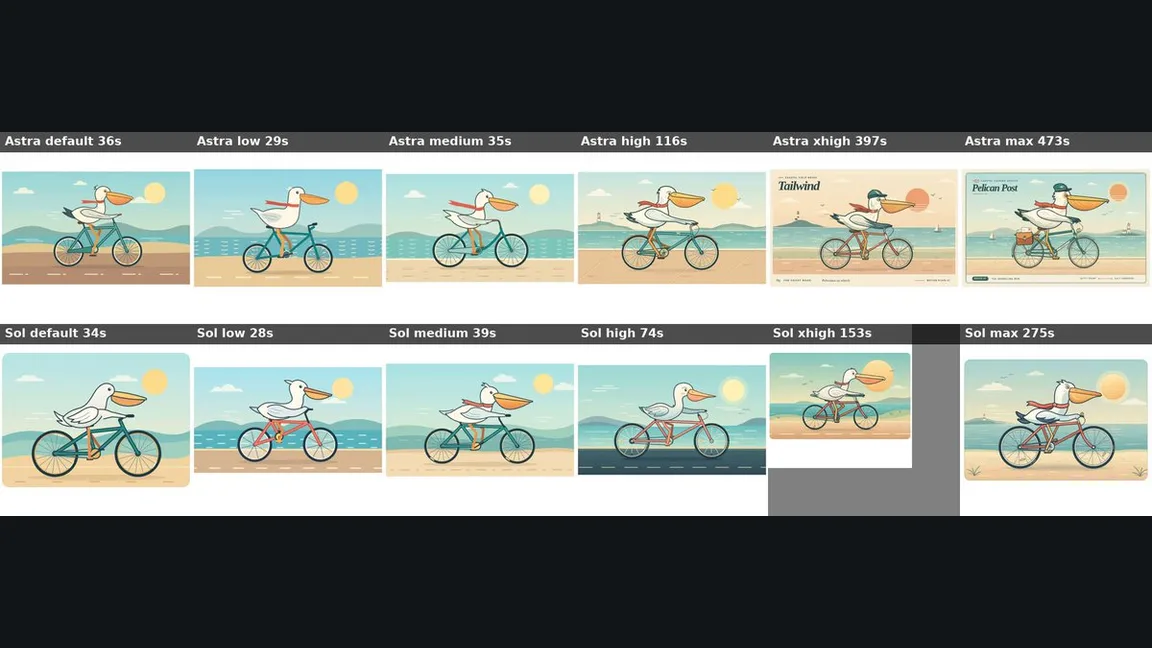 Astra default 36s
Astra low 29s
Astra medium 35s
Astra high 116s
Astra xhigh 397s
Astra max 473s
Tailwind
Pelican Post
Sol default 34s
Sol low 28s
Sol medium 39s
Sol high 74s
Sol xhigh 153s
Sol max 275s